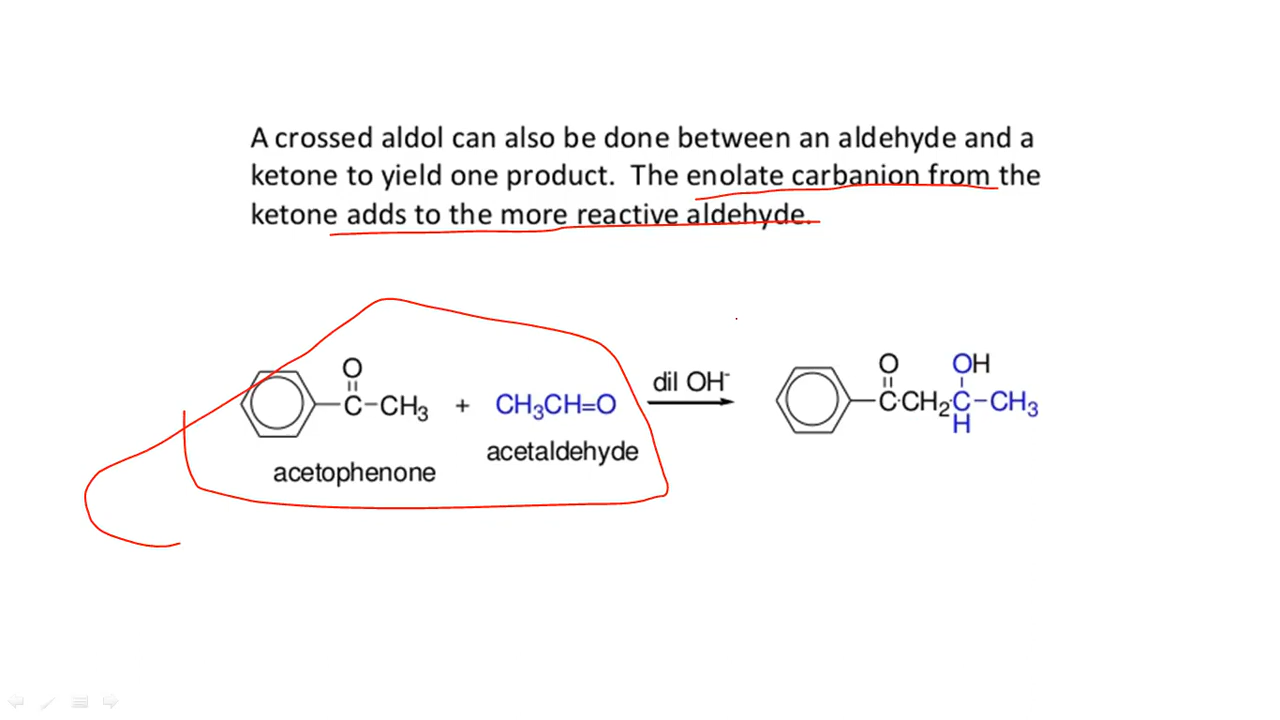 A crossed aldol can also be done between an aldehyde and a
ketone to yield one product. The enolate carbanion from the
ketone adds to the more reactive aldehyde.
O
C-CH₃ + CH₃CH=O
acetophenone
acetaldehyde
dil OH⁻
O OH
C CH₂C-CH₃
H